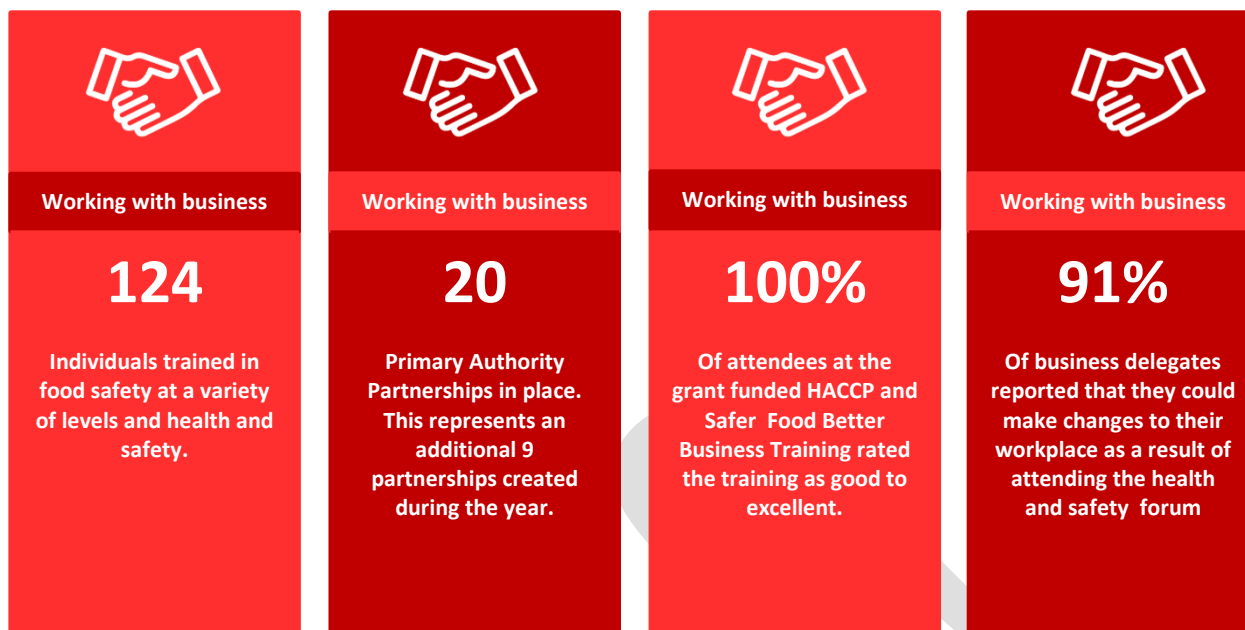 Working with business
124
Individuals trained in
food safety at a variety
of levels and health and
safety.
Working with business
20
Primary Authority
Partnerships in place.
This represents an
additional 9
partnerships created
during the year.
Working with business
100%
Of attendees at the
grant funded HACCP and
Safer Food Better
Business Training rated
the training as good to
excellent.
Working with business
91%
Of business delegates
reported that they could
make changes to their
workplace as a result of
attending the health
and safety forum